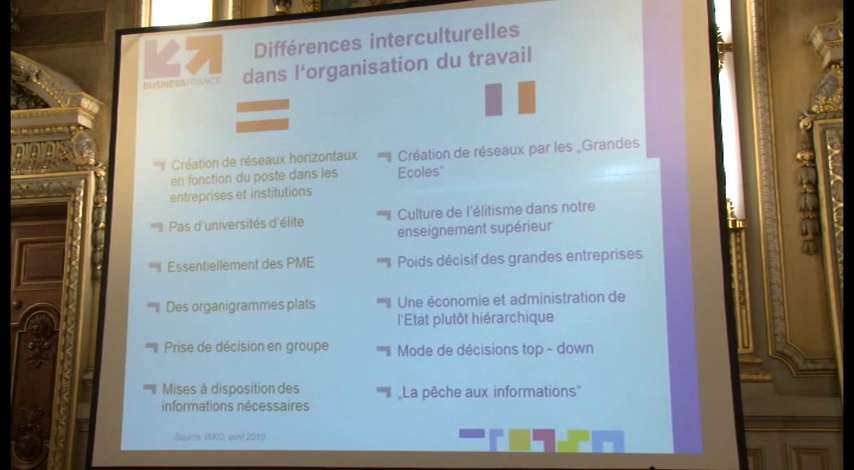 BUSINESSFRANCE
Différences interculturelles
dans l'organisation du travail
Création de réseaux horizontaux
en fonction du poste dans les
entreprises et institutions
Pas d'universités d'élite
Essentiellement des PME
Des organigrammes plats
Prise de décision en groupe
Mises à disposition des
informations nécessaires
Création de réseaux par les „Grandes
Ecoles"
Culture de l'élitisme dans notre
enseignement supérieur
Poids décisif des grandes entreprises
Une économie et administration de
l'Etat plutôt hiérarchique
Mode de décisions top - down
„La pêche aux informations"
Source: WKO, avril 2010